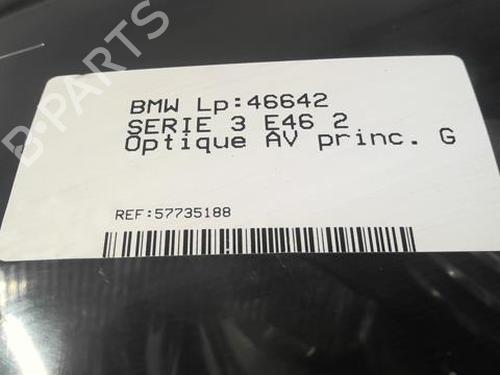 B-PARTS
BMW Lp:46642
SERIE 3 E46 2
Optique AV princ. G
REF:57735188